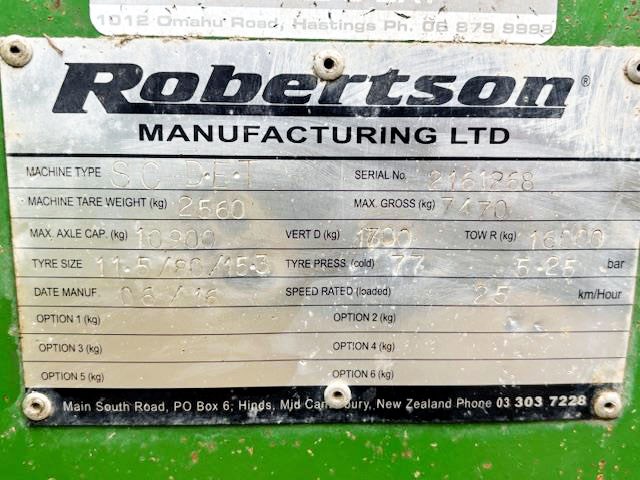 1012 Omahu Road, Hastings Ph. 06 879 9998
Robertson®
MANUFACTURING LTD
MACHINE TYPE S C D·E·T SERIAL No. 2161268
MACHINE TARE WEIGHT (kg) 2560 MAX. GROSS (kg) 7470
MAX. AXLE CAP. (kg) 10900 VERT D (kg) 1700 TOW R (kg) 16000
TYRE SIZE 11.5/80/15.3 TYRE PRESS. (cold) 77 5·25 bar
DATE MANUF. 06/16 SPEED RATED (loaded) 25 km/Hour
OPTION 1 (kg) OPTION 2 (kg)
OPTION 3 (kg) OPTION 4 (kg)
OPTION 5 (kg) OPTION 6 (kg)
Main South Road, PO Box 6, Hinds, Mid Canterbury, New Zealand Phone 03 303 7228